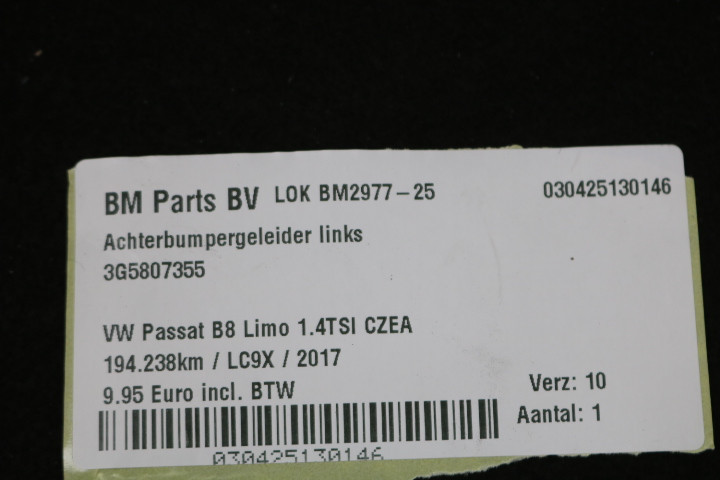 BM Parts BV LOK BM2977-25 030425130146
Achterbumpergeleider links
3G5807355
VW Passat B8 Limo 1.4TSI CZEA
194.238km / LC9X / 2017
9.95 Euro incl. BTW Verz: 10
Aantal: 1
030425130146